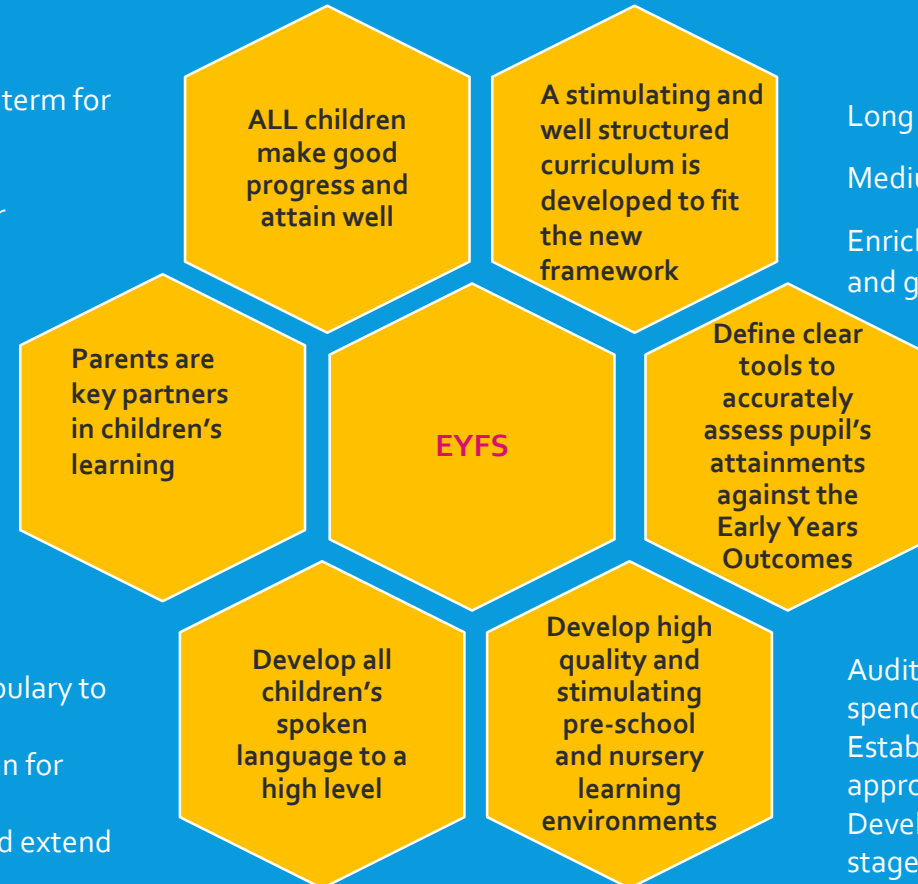 term for
ALL children
make good
progress and
attain well
A stimulating and
well structured
curriculum is
developed to fit
the new
framework
Long
Enrich
and g
Parents are
key partners
in children's
learning
EYFS
Define clear
tools to
accurately
assess pupil's
attainments
against the
Early Years
Outcomes
to
Develop all
children's
spoken
language to a
high level
Develop high
quality and
stimulating
pre-school
and nursery
learning
environments
for
extend
Audit
spend
stage